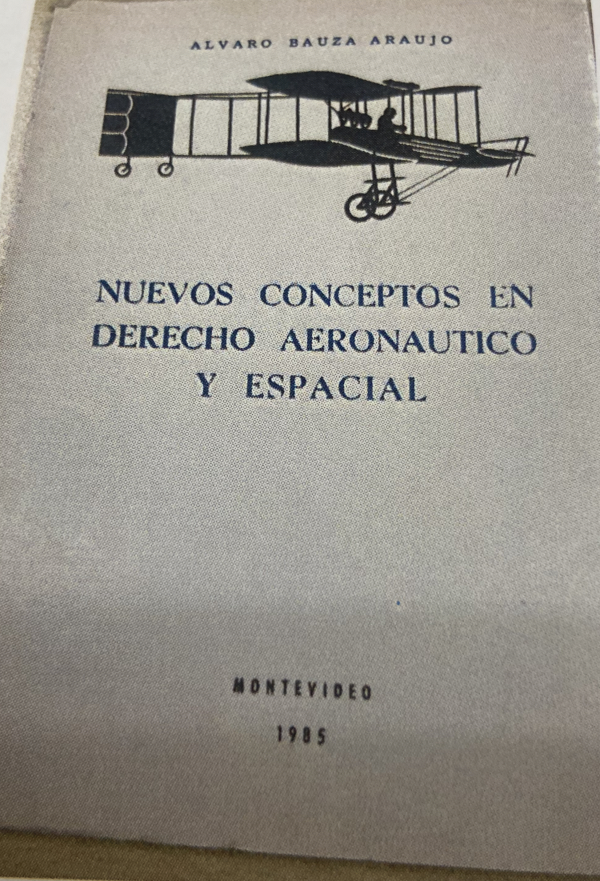 ALVARO BAUZA ARAUJO
NUEVOS CONCEPTOS EN
DERECHO AERONAUTICO
Y ESPACIAL
MONTEVIDEO
1985